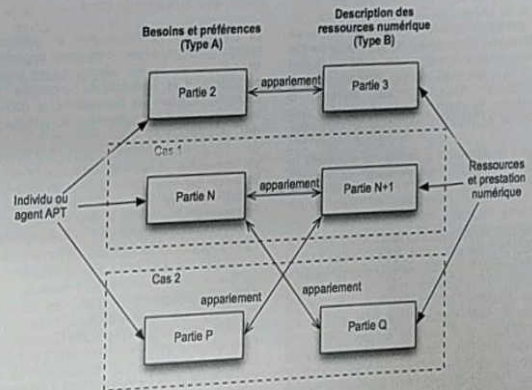 Besoins et préférences
(Type A)
Description des
ressources numérique
(Type B)
Partie 2
appariement
Partie 3
Cas 1
Individu ou
agent APT
Partie N
appariement
Partie N+1
Ressources
et prestation
numérique
Cas 2
appariement
appariement
Partie P
Partie Q